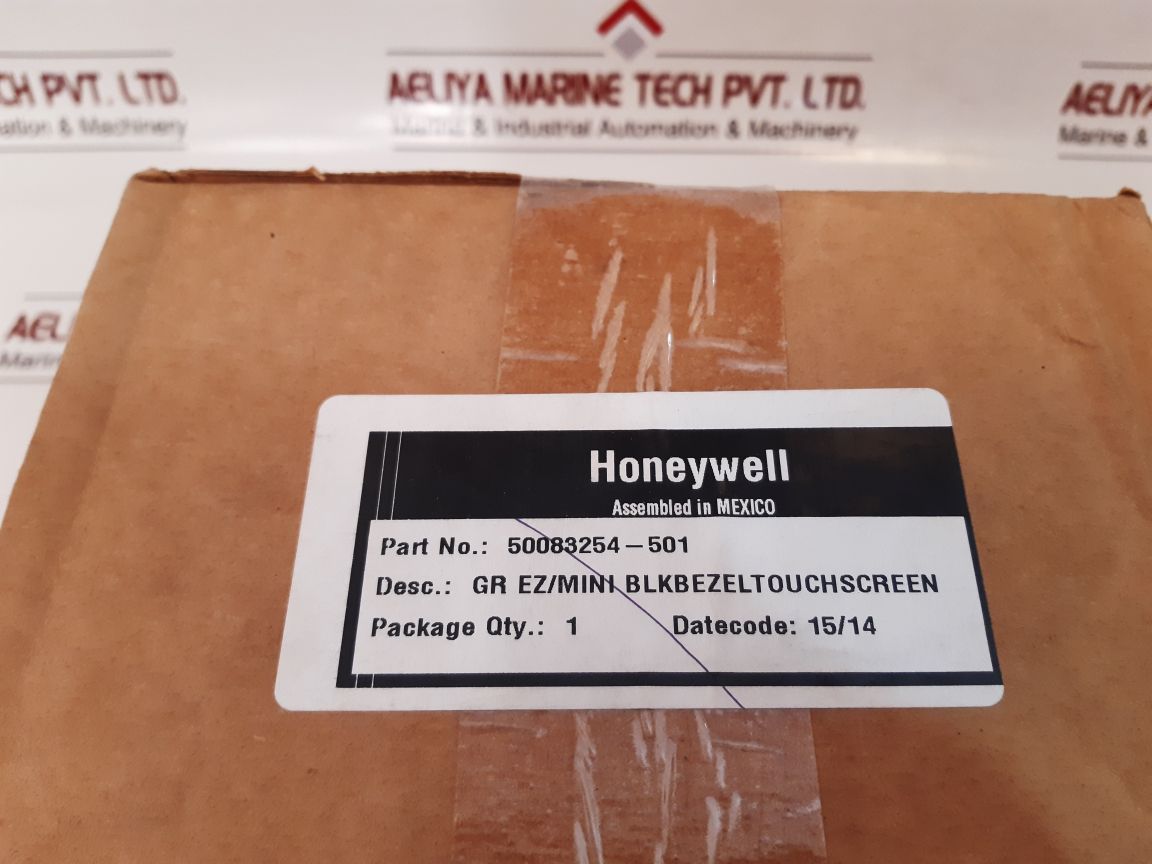 CH PVT. LTD.
AELIYA MARINE TECH PVT. LTD.
AELIYA
ation & Machinery
Marine & Industrial Automation & Machinery
Marine &
AELI
Marin
Honeywell
Assembled in MEXICO
Part No.: 50083254-501
Desc.: GR EZ/MINI BLKBEZELTOUCHSCREEN
Package Qty.: 1 Datecode: 15/14